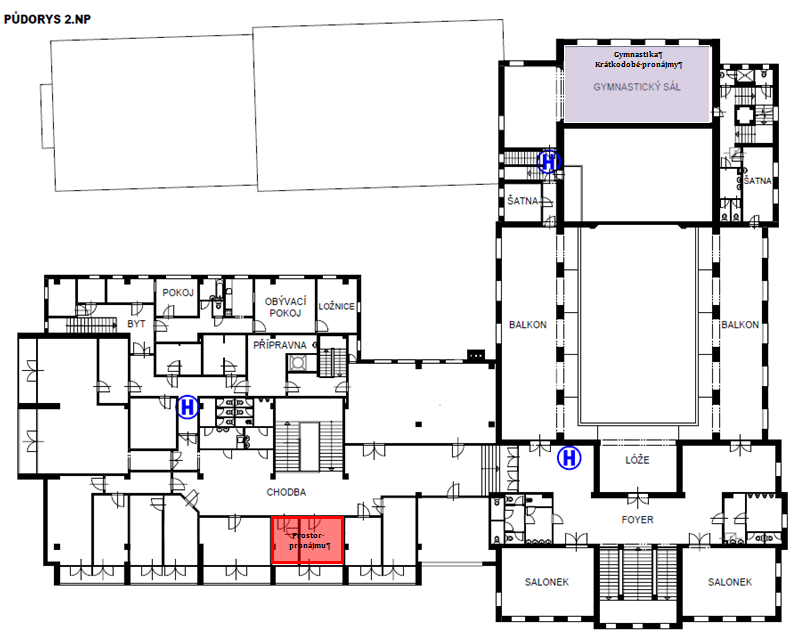 PŮDORYS 2.NP
Gymnastika¶
Krátkodobé·pronájmy¶
GYMNASTICKÝ SÁL
H
ŠATNA
ŠATNA
POKOJ
OBÝVACÍ
POKOJ
LOŽNICE
BYT
BALKON
BALKON
PŘÍPRAVNA
H
H
LÓŽE
CHODBA
FOYER
Prostor·
pronájmu¶
SALONEK
SALONEK